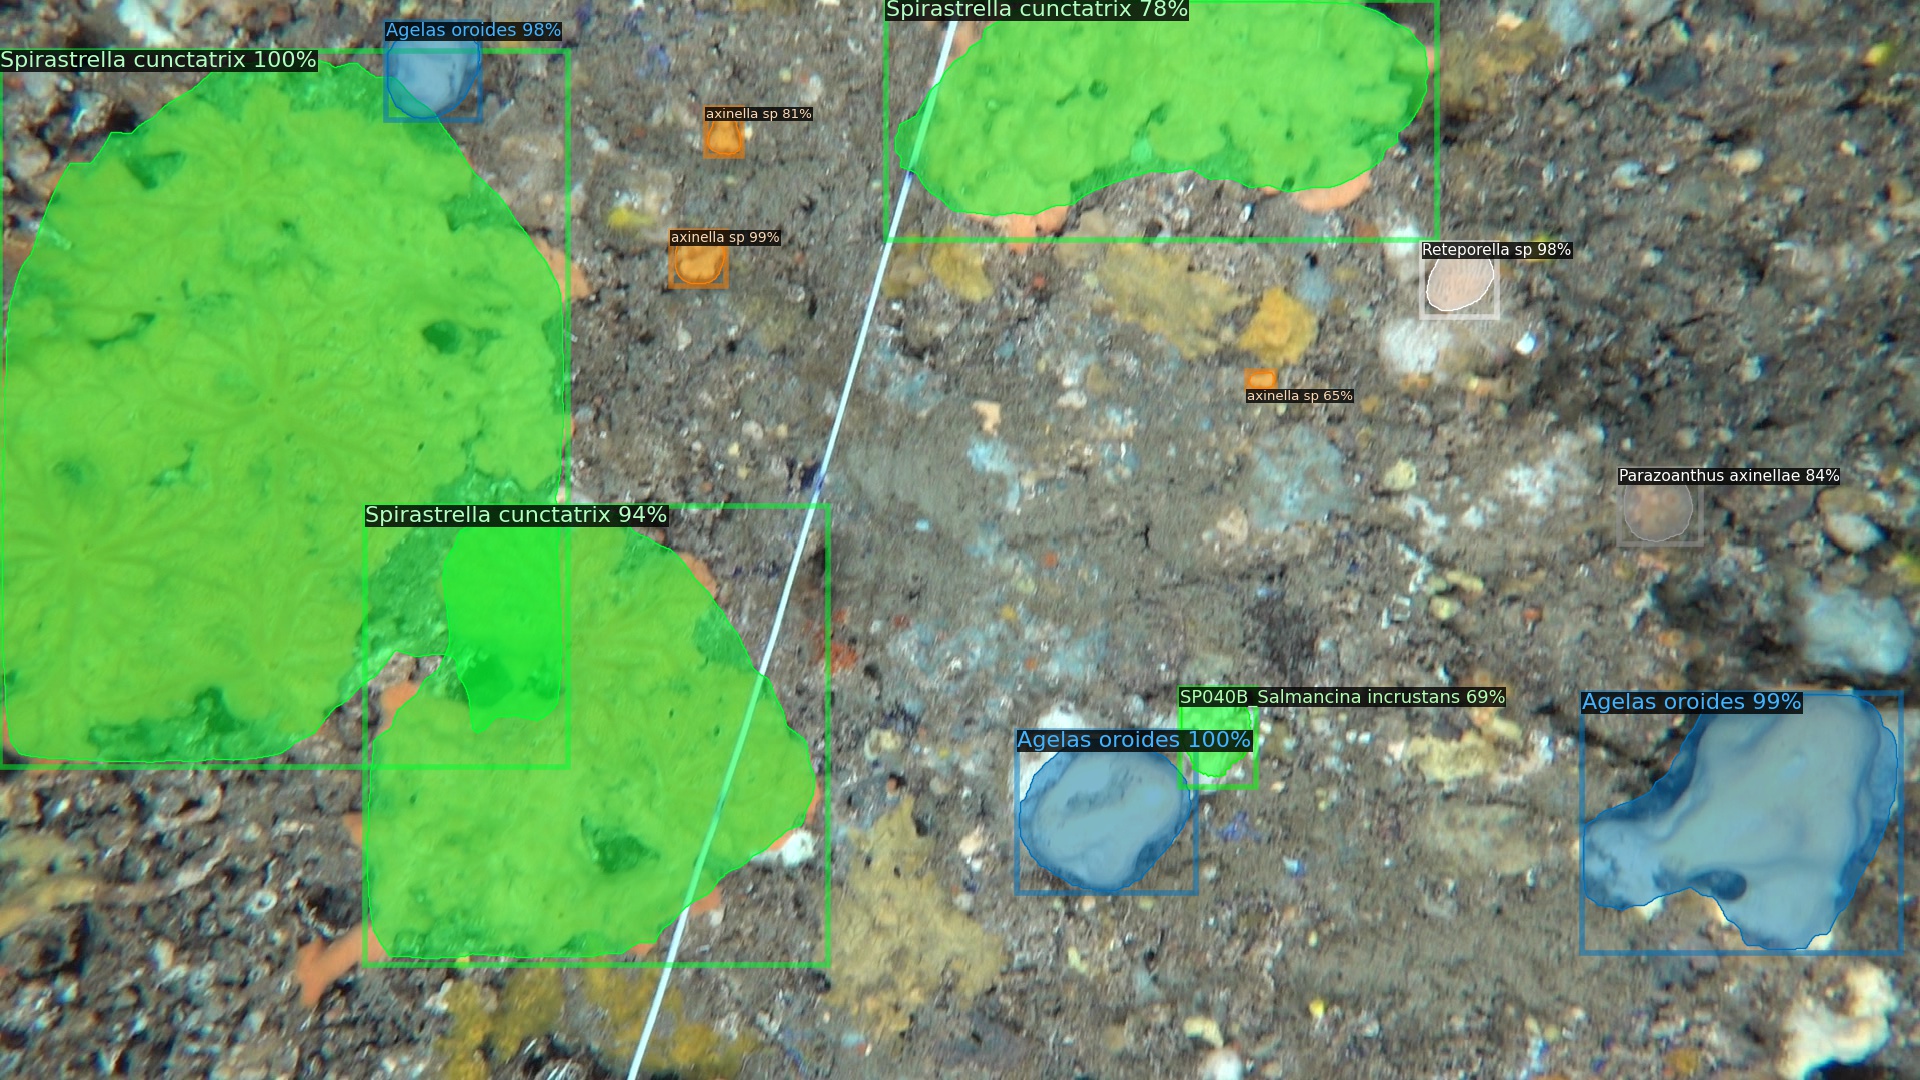 Spirastrella cunctatrix 78%
Agelas oroides 98%
Spirastrella cunctatrix 100%
axinella sp 81%
axinella sp 99%
Reteporella sp 98%
axinella sp 65%
Parazoanthus axinellae 84%
Spirastrella cunctatrix 94%
SP040B_Salmancina incrustans 69%
Agelas oroides 99%
Agelas oroides 100%